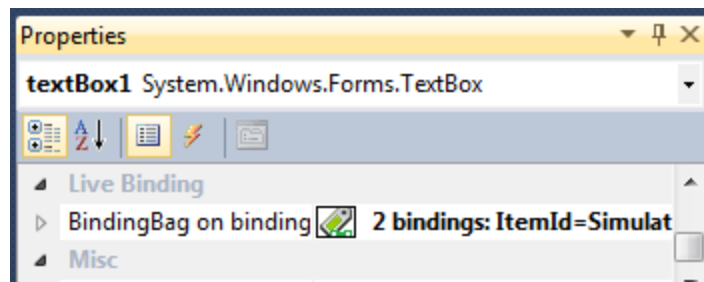 Properties
textBox1 System.Windows.Forms.TextBox
A
Z
Live Binding
BindingBag on binding 2 bindings: ItemId=Simulat
Misc